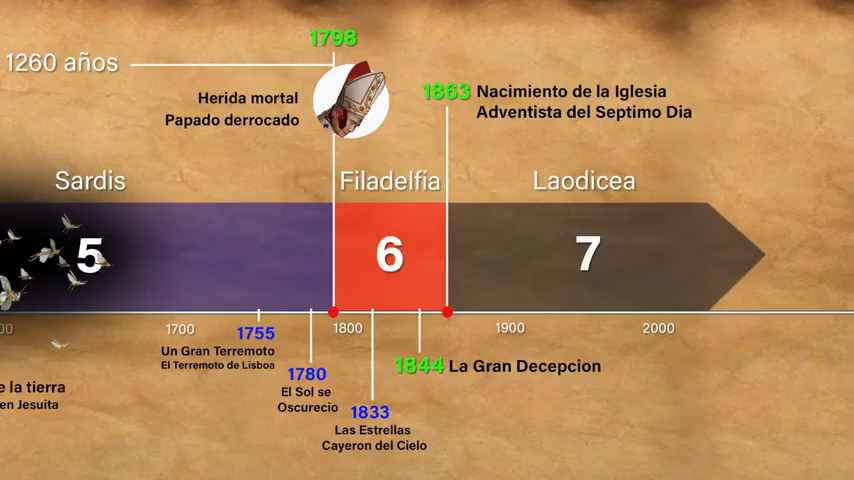 1798
1260 años
Herida mortal
Papado derrocado
1863 Nacimiento de la Iglesia
Adventista del Septimo Dia
Sardis
Filadelfia
Laodicea
5
6
7
00
1700
1800
1900
2000
1755
Un Gran Terremoto
El Terremoto de Lisboa
1780
El Sol se
Oscurecio
1833
Las Estrellas
Cayeron del Cielo
1844 La Gran Decepcion
e la tierra
en Jesuita